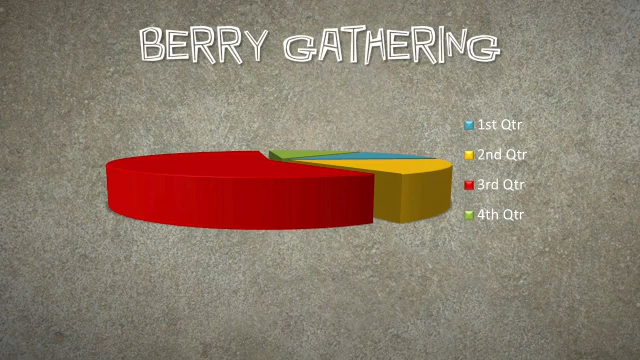 BERRY GATHERING
1st Qtr
2nd Qtr
3rd Qtr
4th Qtr